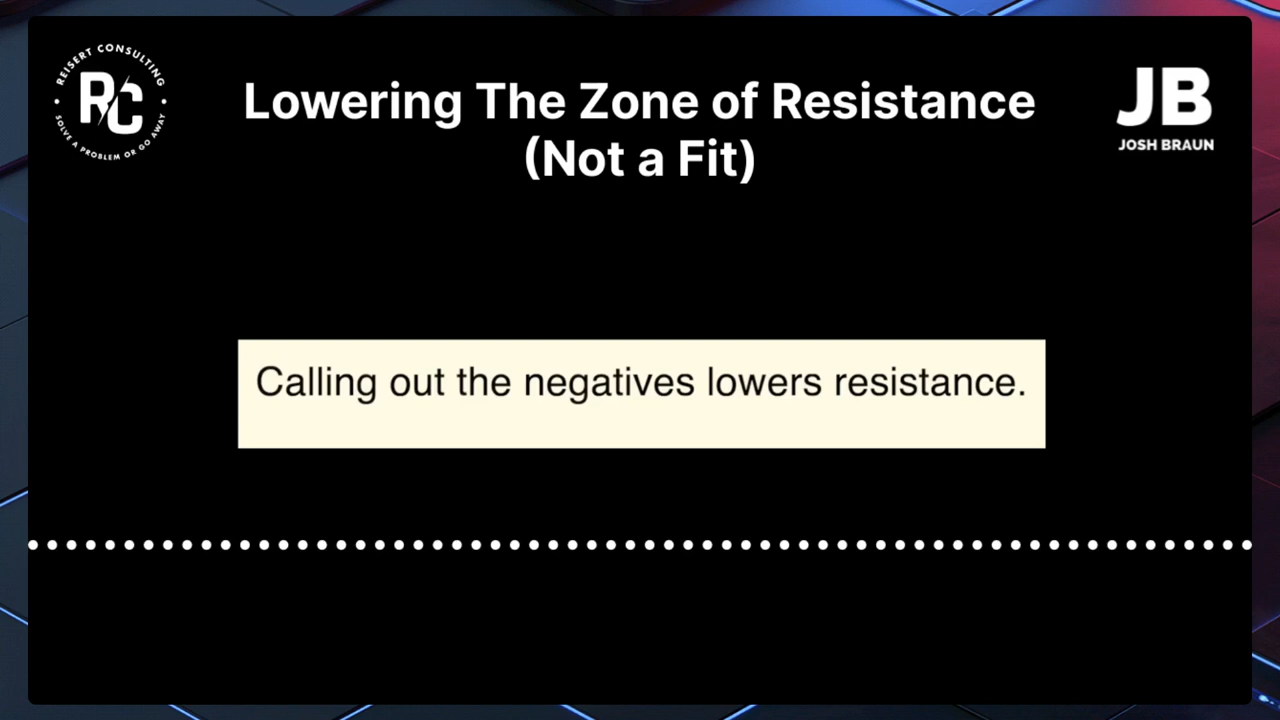 REISERT CONSULTING
RC
SOLVE A PROBLEM OR GO AWAY
Lowering The Zone of Resistance
(Not a Fit)
JB
JOSH BRAUN
Calling out the negatives lowers resistance.